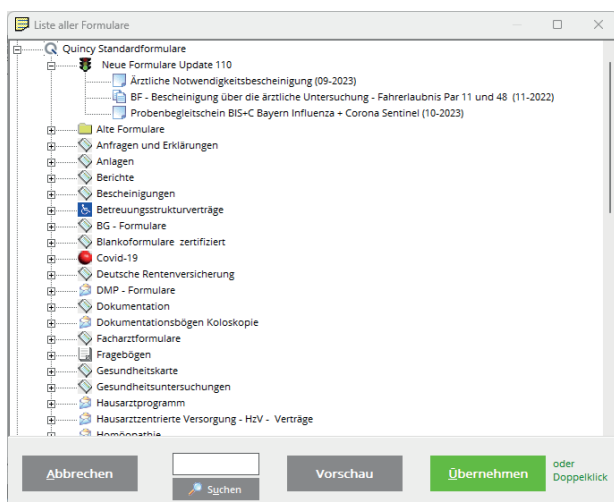 Liste aller Formulare
Quincy Standardformulare
Neue Formulare Update 110
Ärztliche Notwendigkeitsbescheinigung (09-2023)
BF - Bescheinigung über die ärztliche Untersuchung - Fahrerlaubnis Par 11 und 48 (11-2022)
Probenbegleitschein BIS+C Bayern Influenza + Corona Sentinel (10-2023)
Alte Formulare
Anfragen und Erklärungen
Anlagen
Berichte
Bescheinigungen
Betreuungsstrukturverträge
BG - Formulare
Blankoformulare zertifiziert
Covid-19
Deutsche Rentenversicherung
DMP - Formulare
Dokumentation
Dokumentationsbögen Koloskopie
Facharztformulare
Fragebögen
Gesundheitskarte
Gesundheitsuntersuchungen
Hausarztprogramm
Hausarztzentrierte Versorgung - HzV - Verträge
Homöopathie
Abbrechen
Suchen
Vorschau
Übernehmen
oder
Doppelklick